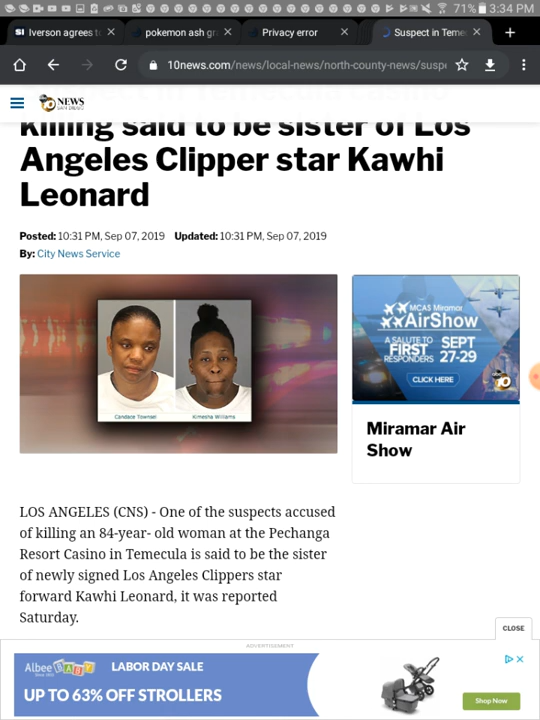 71% 3:34 PM
Iverson agrees t
pokemon ash gr
Privacy error
Suspect in Teme
10news.com/news/local-news/north-county-news/suspe
10 NEWS
SAN DIEGO
killing said to be sister of Los
Angeles Clipper star Kawhi
Leonard
Posted: 10:31 PM, Sep 07, 2019 Updated: 10:31 PM, Sep 07, 2019
By: City News Service
Candace Townsel Kimesha Williams
MCAS Miramar
AirShow
A SALUTE TO
FIRST
RESPONDERS
SEPT
27-29
CLICK HERE
10
Miramar Air
Show
LOS ANGELES (CNS) - One of the suspects accused
of killing an 84-year- old woman at the Pechanga
Resort Casino in Temecula is said to be the sister
of newly signed Los Angeles Clippers star
forward Kawhi Leonard, it was reported
Saturday.
CLOSE
ADVERTISEMENT
Albee BABY
LABOR DAY SALE
UP TO 63% OFF STROLLERS
Shop Now